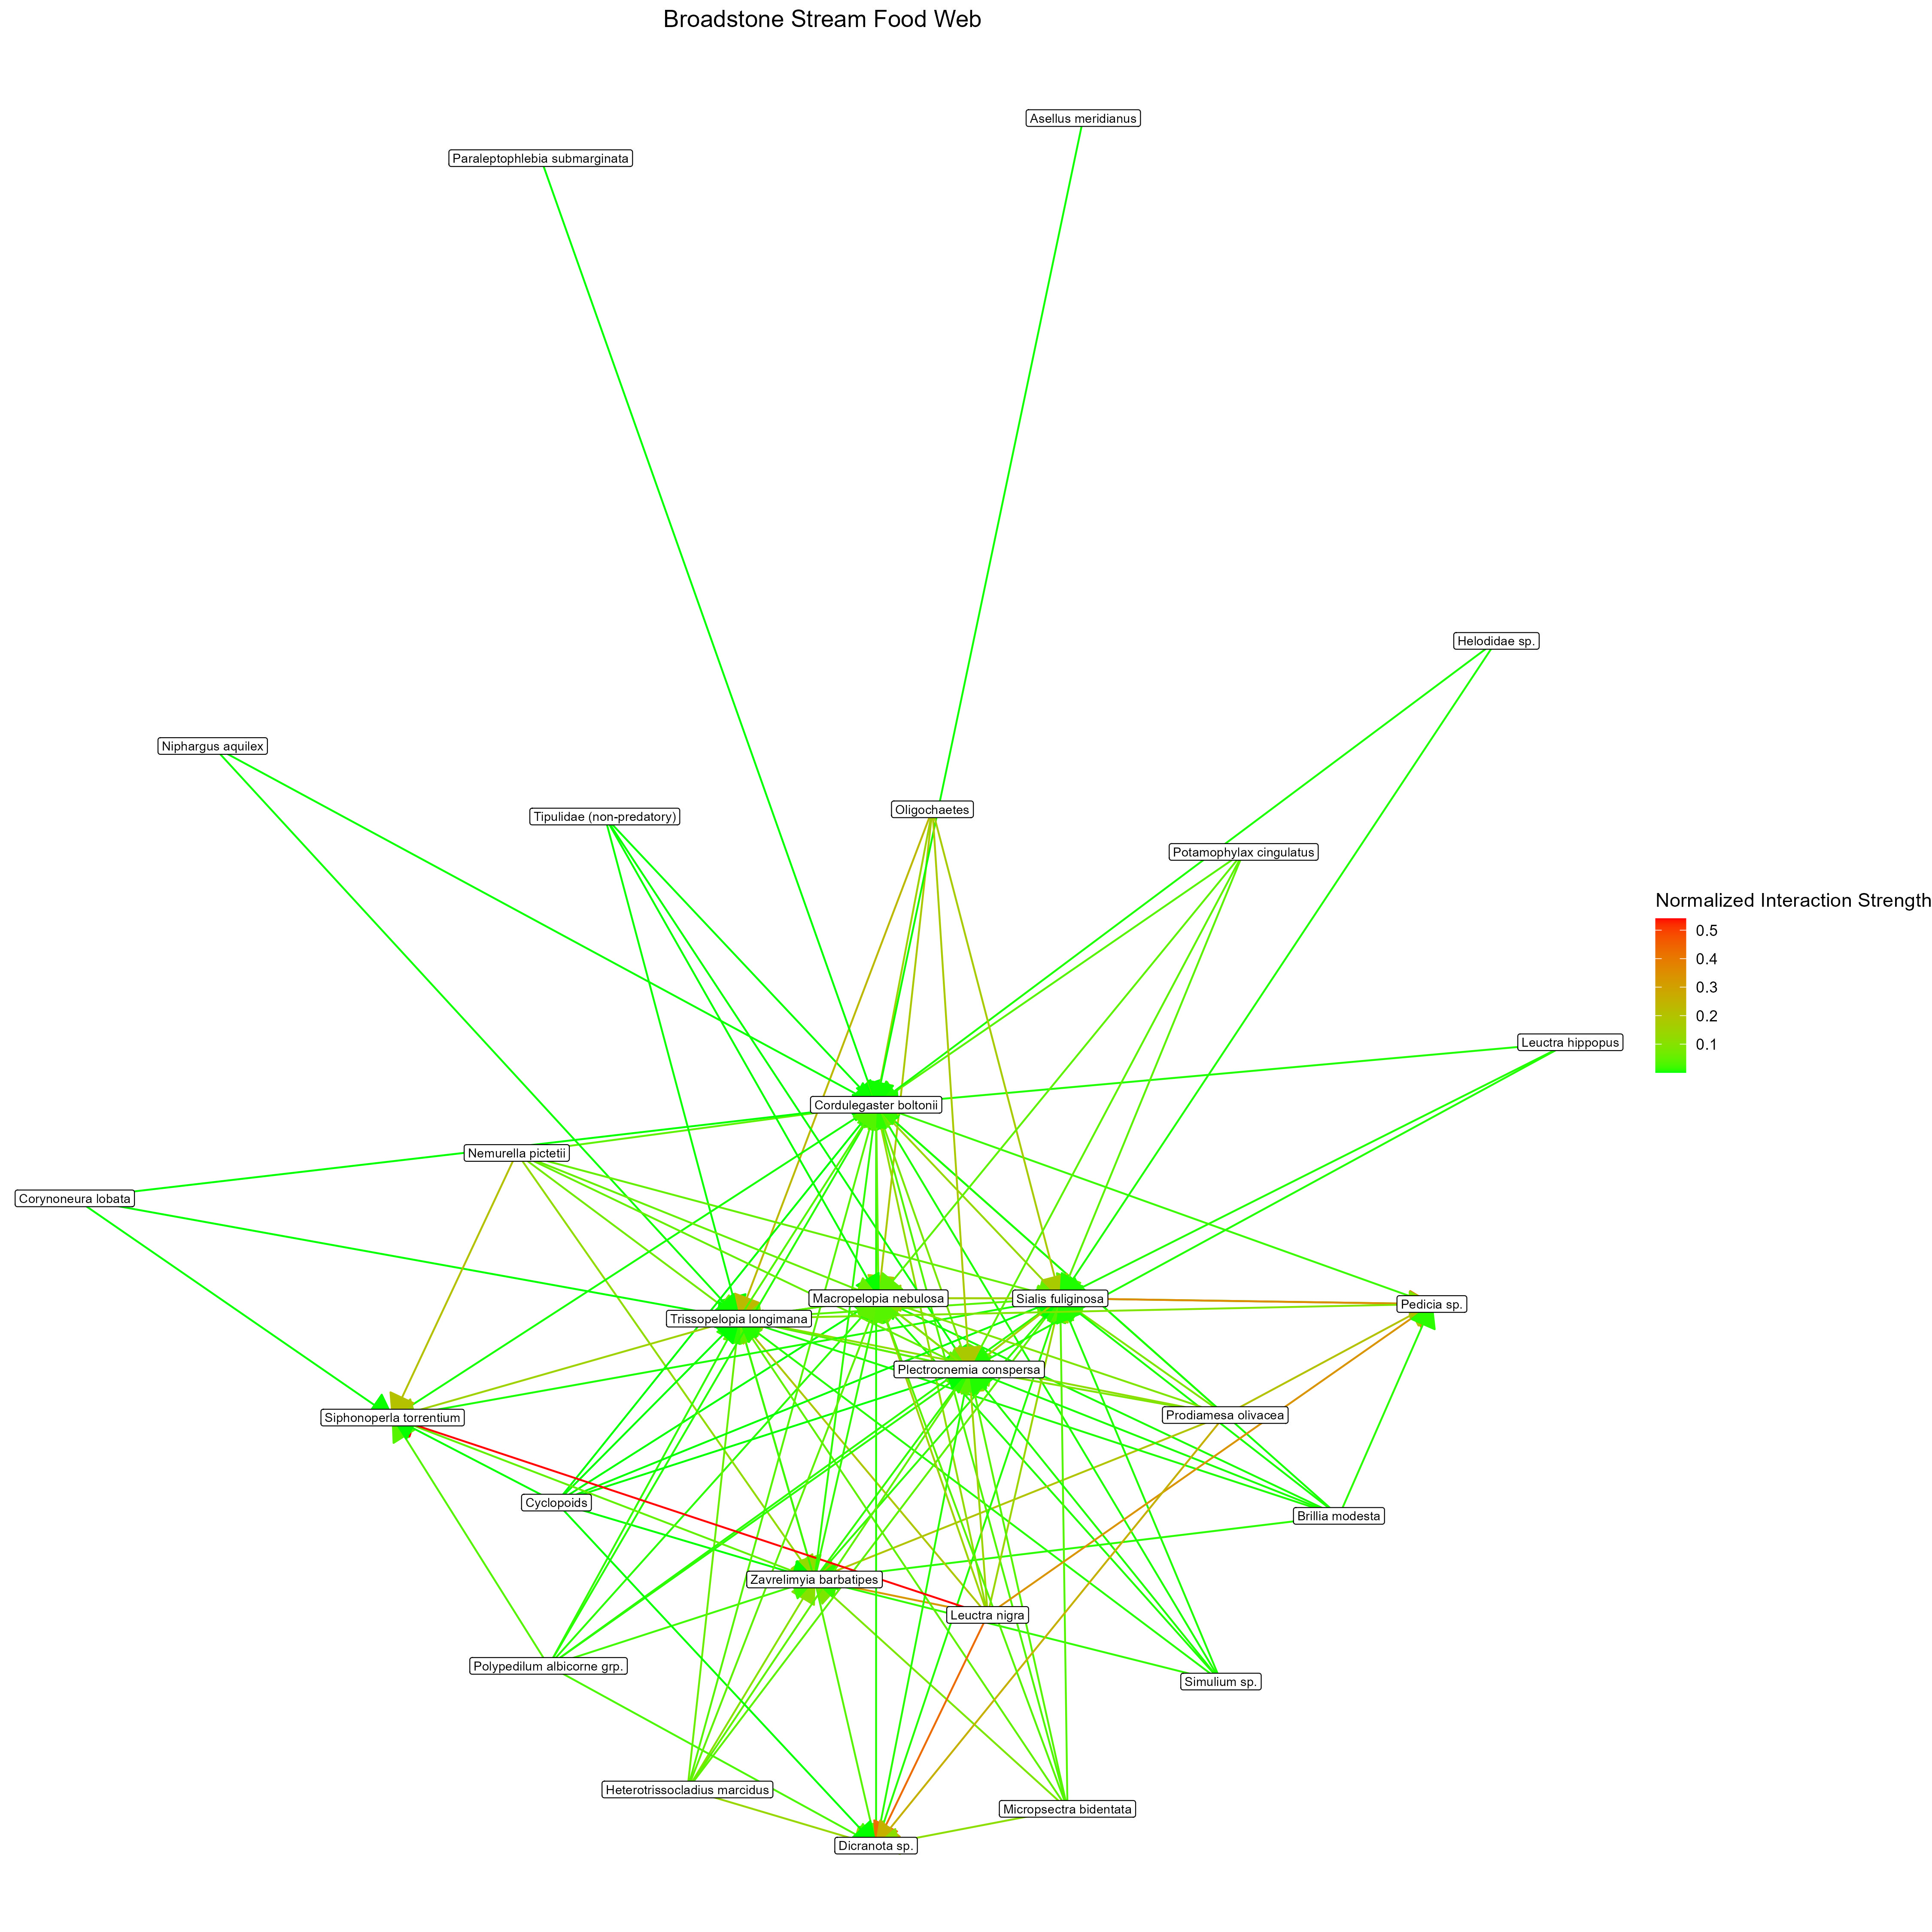 Broadstone Stream Food Web
Asellus meridianus
Paraleptophlebia submarginata
Helodidae sp.
Niphargus aquilex
Oligochaetes
Tipulidae (non-predatory)
Potamophylax cingulatus
Normalized Interaction Strength
0.5
0.4
0.3
0.2
0.1
Leuctra hippopus
Cordulegaster boltonii
Nemurella pictetii
Corynoneura lobata
Macropelopia nebulosa
Sialis fuliginosa
Pedicia sp.
Trissopelopia longimana
Plectrocnemia conspersa
Siphonoperla torrentium
Prodiamesa olivacea
Cyclopoids
Brillia modesta
Zavrelimyia barbatipes
Leuctra nigra
Polypedilum albicorne grp.
Simulium sp.
Heterotrissocladius marcidus
Micropsectra bidentata
Dicranota sp.